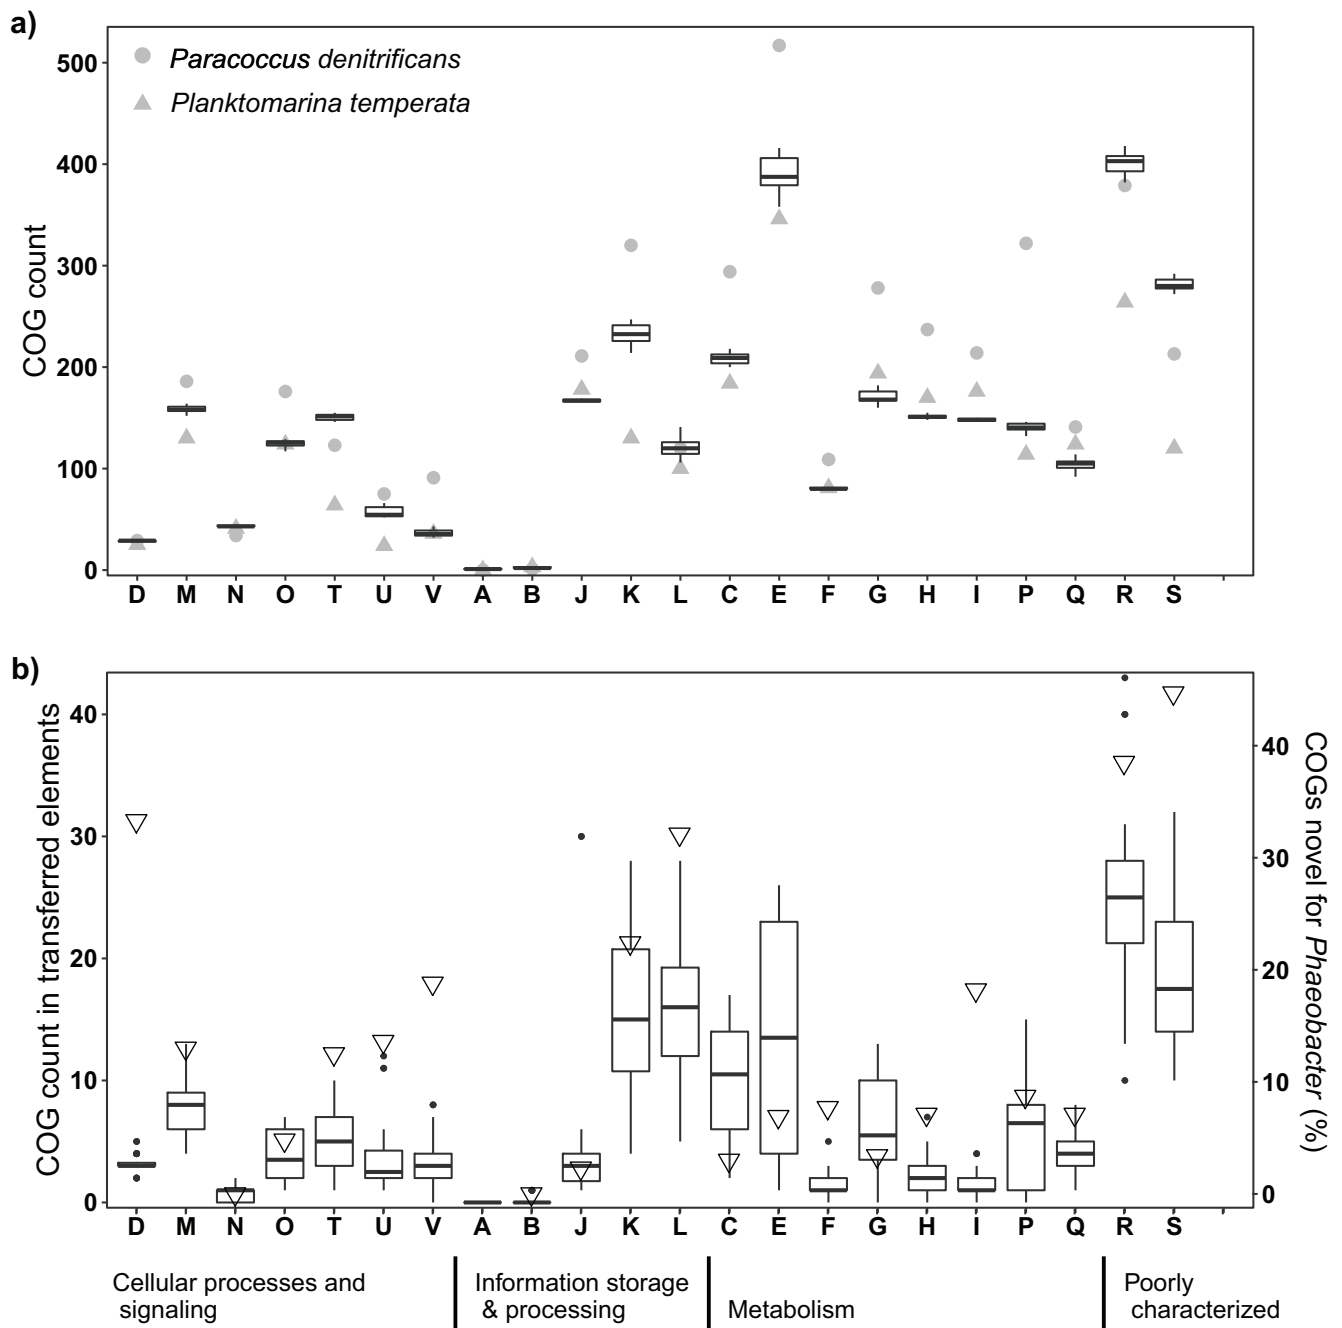 a)
Paracoccus denitrificans
Planktomarina temperata
COG count
500
400
300
200
100
0
D M N O T U V A B J K L C E F G H I P Q R S
b)
COG count in transferred elements
40
30
20
10
0
COGs novel for Phaeobacter (%)
40
30
20
10
0
D M N O T U V A B J K L C E F G H I P Q R S
Cellular processes and
signaling
Information storage
& processing
Metabolism
Poorly
characterized